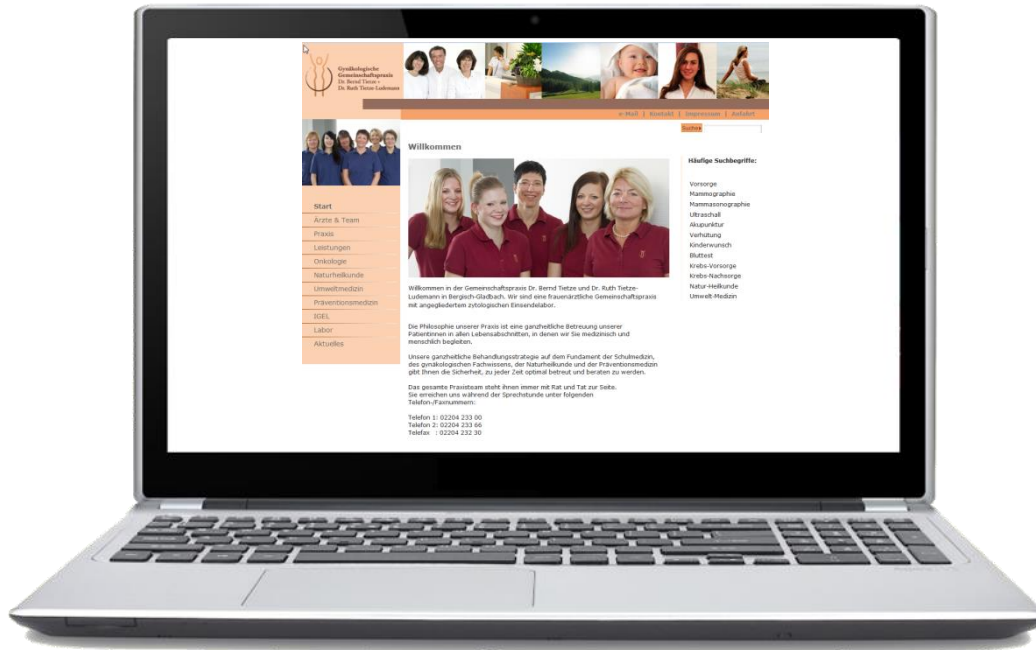 Gynäkologische
Gemeinschaftspraxis
Dr. Bernd Tietze +
Dr. Ruth Tietze-Ludemann
e-Mail | Kontakt | Impressum | Anfahrt
Suche
Willkommen
Häufige Suchbegriffe:
Vorsorge
Mammographie
Mammasonographie
Ultraschall
Akupunktur
Verhütung
Kinderwunsch
Bluttest
Krebs-Vorsorge
Krebs-Nachsorge
Natur-Heilkunde
Umwelt-Medizin
Start
Ärzte & Team
Praxis
Leistungen
Onkologie
Naturheilkunde
Umweltmedizin
Präventionsmedizin
IGEL
Labor
Aktuelles
Willkommen in der Gemeinschaftspraxis Dr. Bernd Tietze und Dr. Ruth Tietze-
Ludemann in Bergisch-Gladbach. Wir sind eine frauenärztliche Gemeinschaftspraxis
mit angegliedertem zytologischen Einsendelabor.
Die Philosophie unserer Praxis ist eine ganzheitliche Betreuung unserer
Patientinnen in allen Lebensabschnitten, in denen wir Sie medizinisch und
menschlich begleiten.
Unsere ganzheitliche Behandlungsstrategie auf dem Fundament der Schulmedizin,
des gynäkologischen Fachwissens, der Naturheilkunde und der Präventionsmedizin
gibt Ihnen die Sicherheit, zu jeder Zeit optimal betreut und beraten zu werden.
Das gesamte Praxisteam steht ihnen immer mit Rat und Tat zur Seite.
Sie erreichen uns während der Sprechstunde unter folgenden
Telefon-/Faxnummern:
Telefon 1: 02204 233 00
Telefon 2: 02204 233 66
Telefax : 02204 232 30